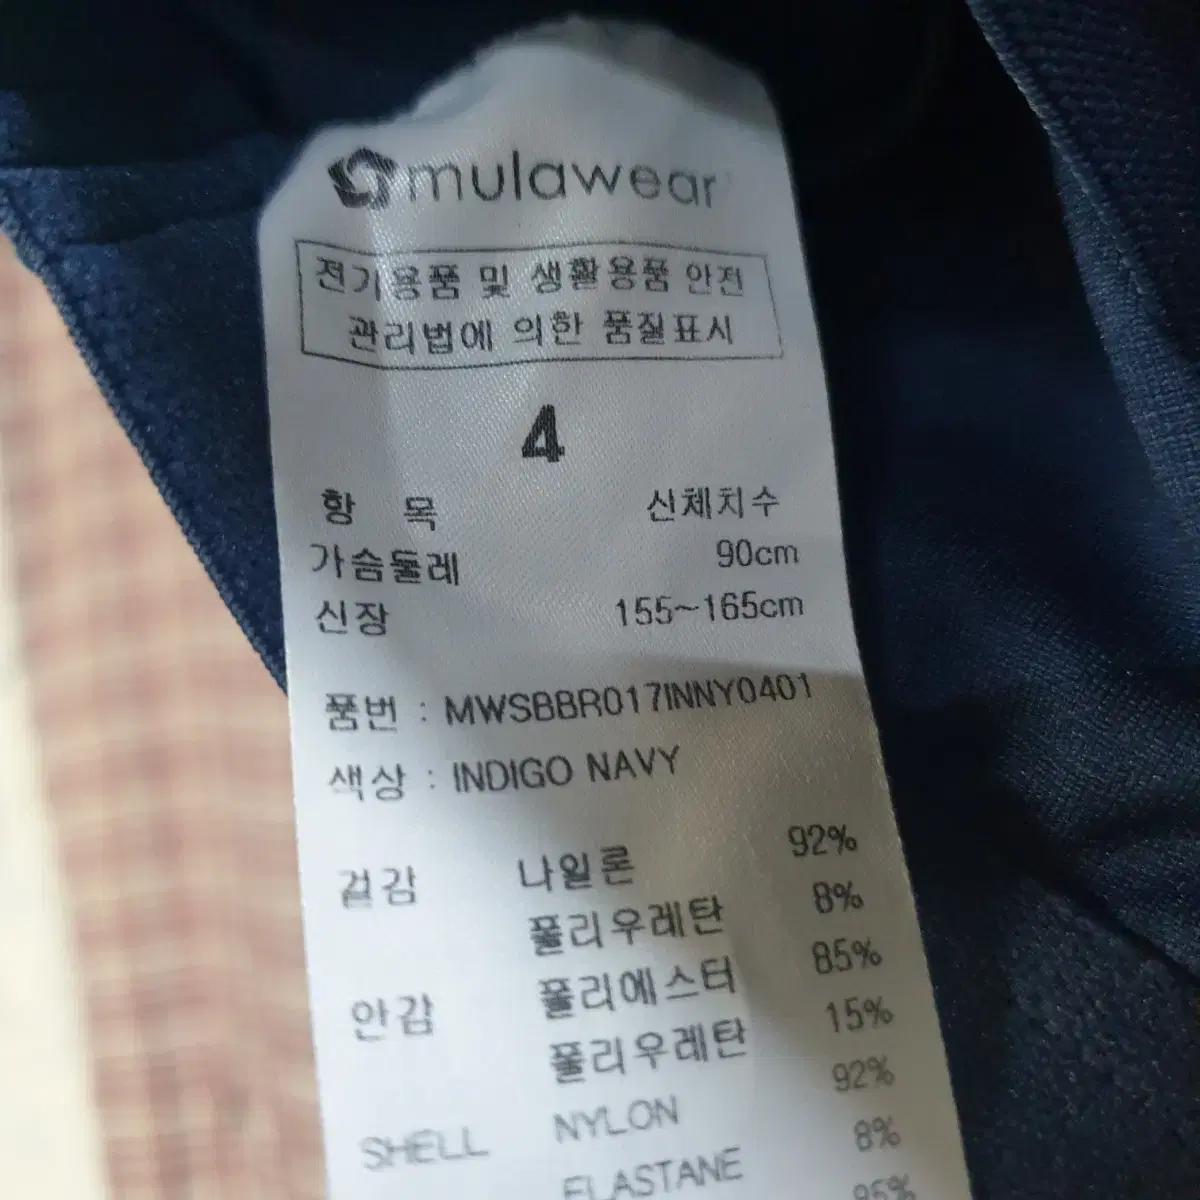 mulawear
전기용품 및 생활용품 안전
관리법에 의한 품질표시
4
항 목 신체치수
가슴둘레 90cm
신장 155~165cm
품번 : MWSBBR017INNY0401
색상 : INDIGO NAVY
겉감 나일론 92%
폴리우레탄 8%
안감 폴리에스터 85%
폴리우레탄 15%
SHELL NYLON 92%
ELASTANE 8%
85%